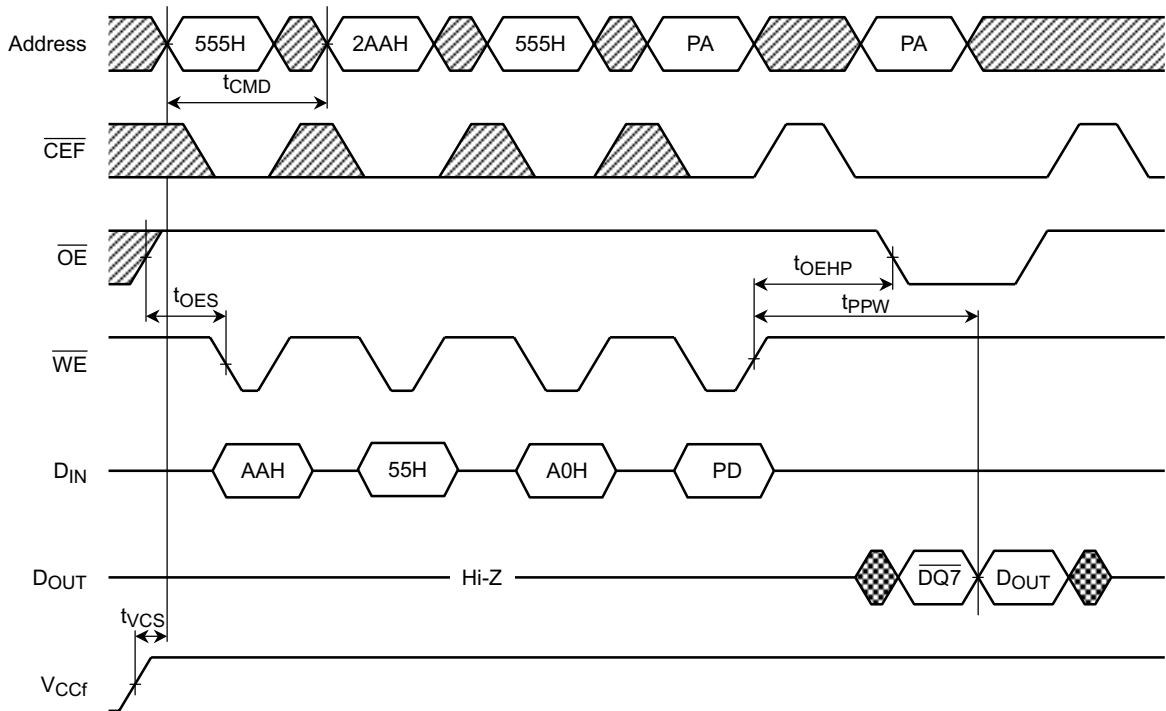 Address 555H 2AAH 555H PA PA
tCMD
CEF
OE
tOEHP
tOES
tPPW
WE
DIN AAH 55H A0H PD
DOUT Hi-Z DQ7 DOUT
tVCS
VCCf